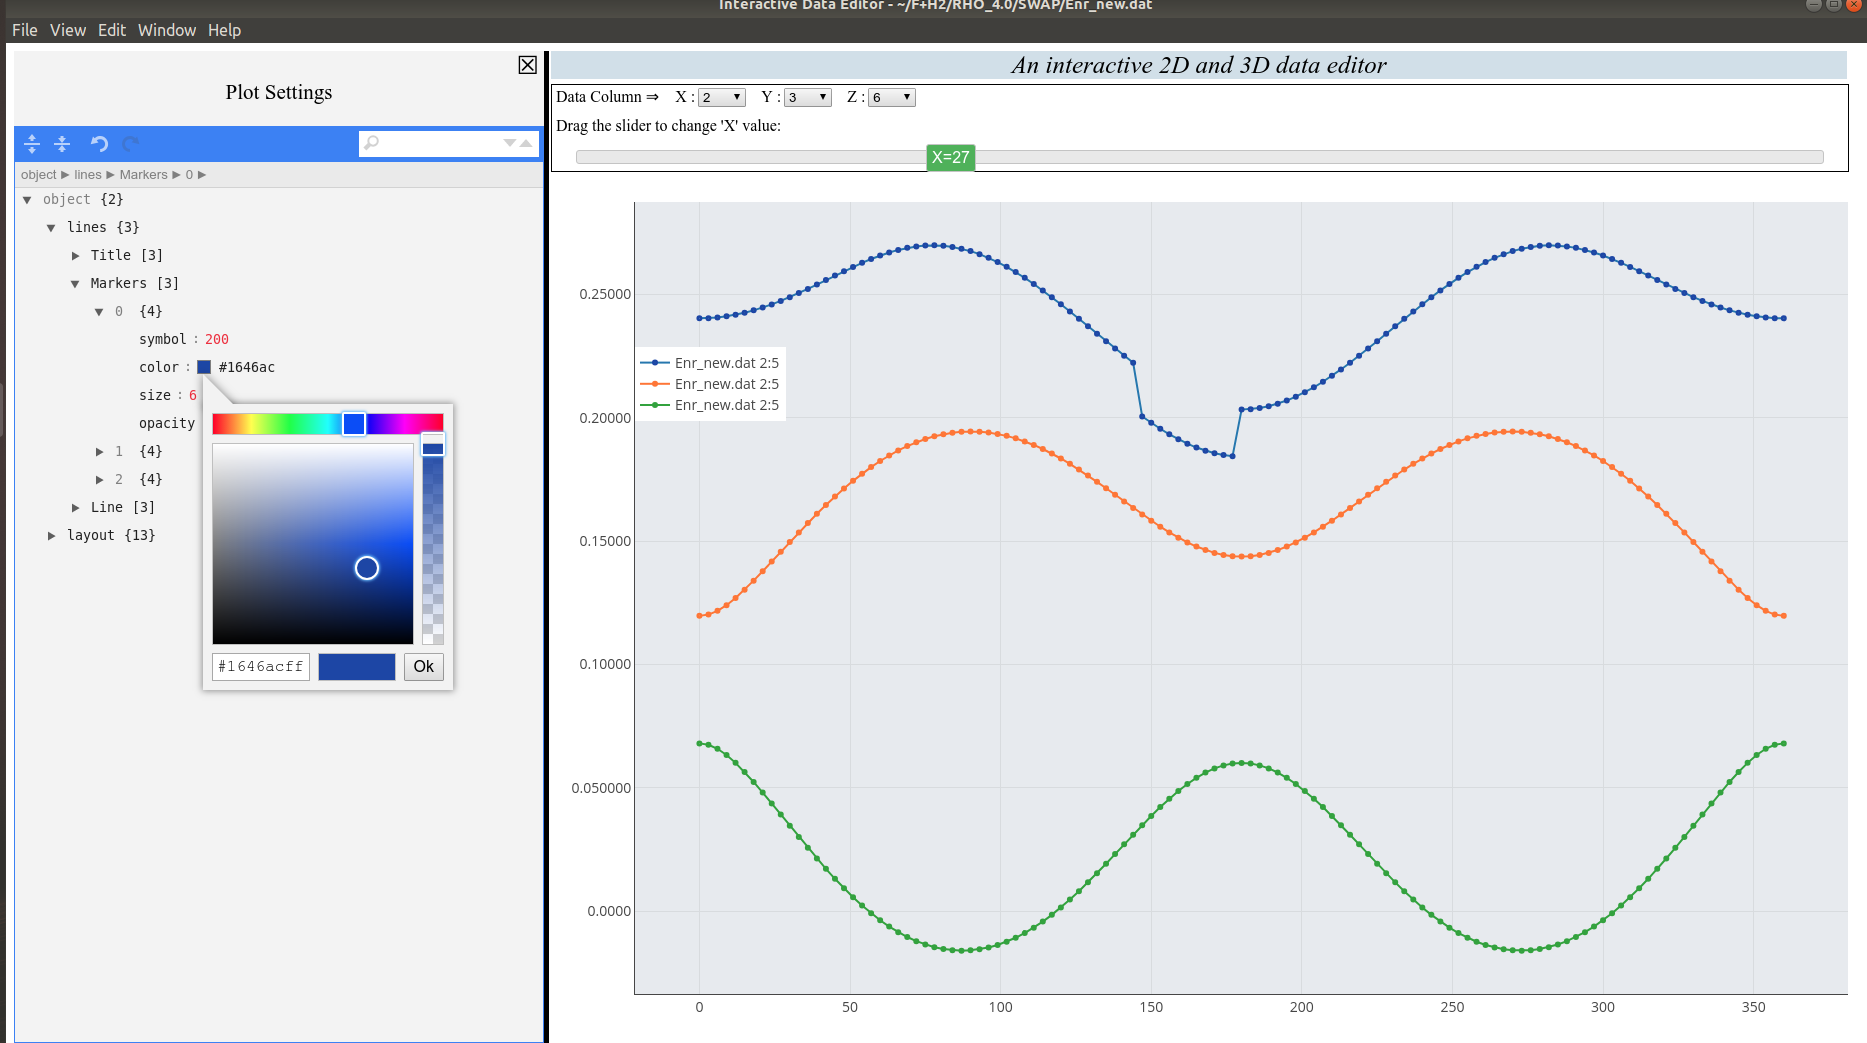 Interactive Data Editor - ~/F+H2/RHO_4.0/SWAP/Enr_new.dat
File View Edit Window Help
Plot Settings
object ▶ lines ▶ Markers ▶ 0 ▶
▼ object {2}
▼ lines {3}
▶ Title [3]
▼ Markers [3]
▼ 0 {4}
symbol : 200
color : #1646ac
size : 6
opacity
▶ 1 {4}
▶ 2 {4}
▶ Line [3]
▶ layout {13}
#1646acff Ok
An interactive 2D and 3D data editor
Data Column ⇒ X : 2 Y : 3 Z : 6
Drag the slider to change 'X' value:
X=27
0.25000
0.20000
0.15000
0.10000
0.050000
0.0000
Enr_new.dat 2:5
Enr_new.dat 2:5
Enr_new.dat 2:5
0 50 100 150 200 250 300 350